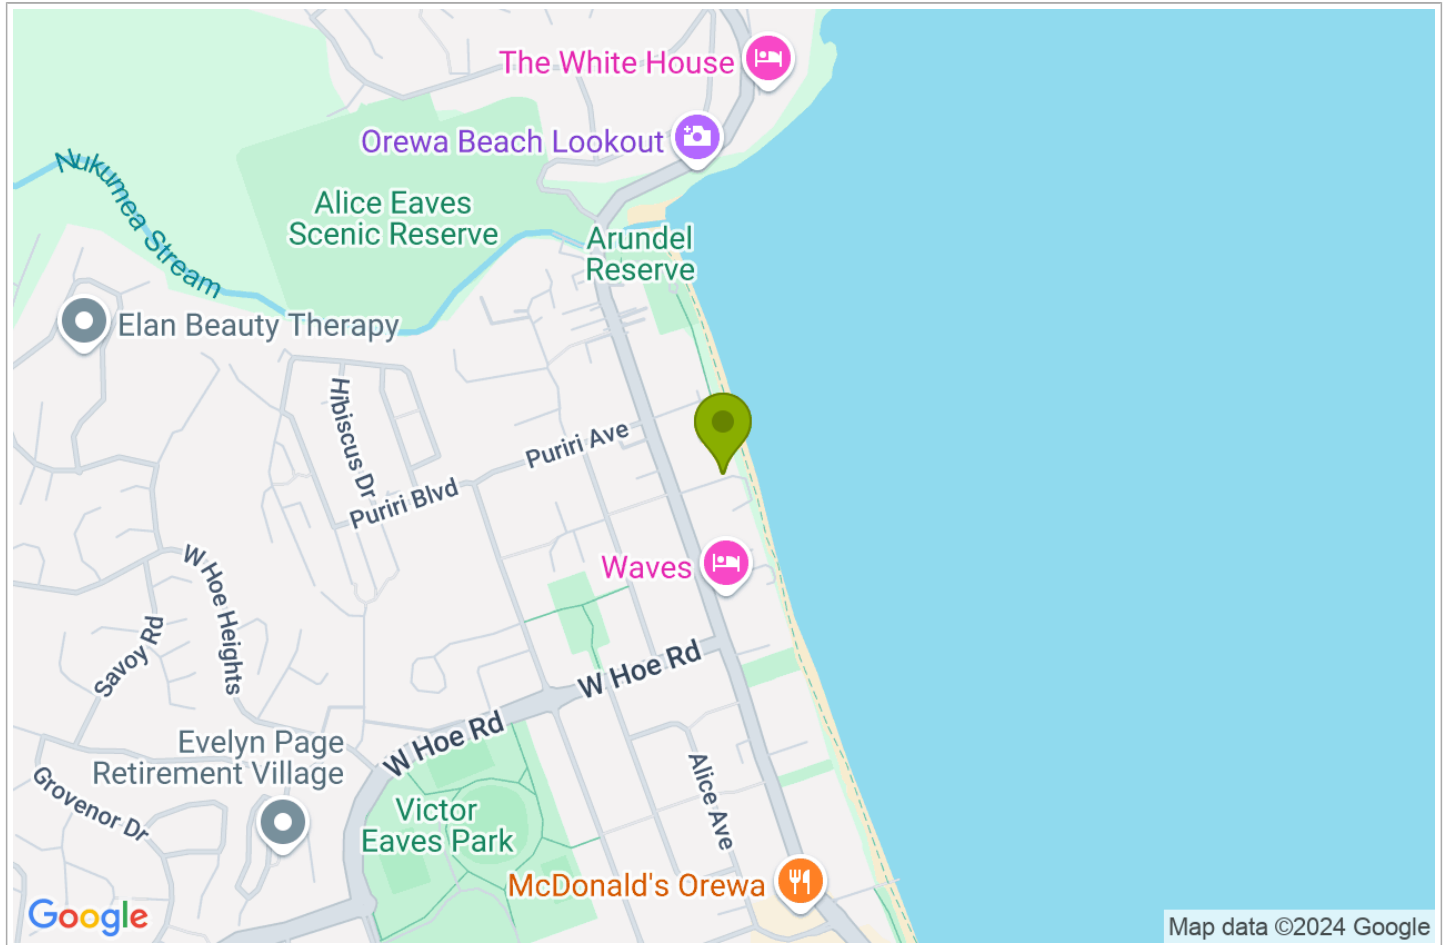 The White House
Orewa Beach Lookout
Nukumea Stream
Alice Eaves
Scenic Reserve
Arundel
Reserve
Elan Beauty Therapy
Hibiscus Dr
Puriri Ave
Puriri Blvd
W Hoe Heights
Waves
Savoy Rd
W Hoe Rd
W Hoe Rd
Evelyn Page
Retirement Village
Grovenor Dr
Alice Ave
Victor
Eaves Park
McDonald's Orewa
Google
Map data ©2024 Google